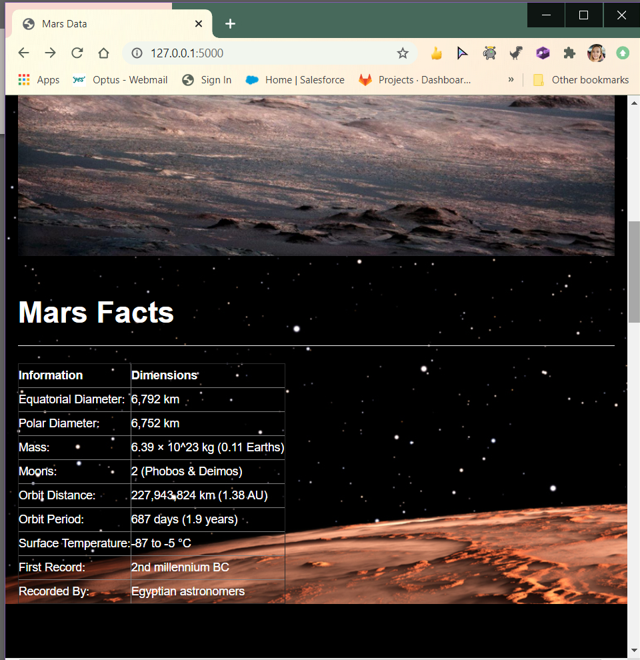 Mars Data
127.0.0.1:5000
Apps Optus - Webmail Sign In Home | Salesforce Projects · Dashboar... » Other bookmarks
Mars Facts
Information Dimensions
Equatorial Diameter: 6,792 km
Polar Diameter: 6,752 km
Mass: 6.39 × 10^23 kg (0.11 Earths)
Moons: 2 (Phobos & Deimos)
Orbit Distance: 227,943,824 km (1.38 AU)
Orbit Period: 687 days (1.9 years)
Surface Temperature: -87 to -5 °C
First Record: 2nd millennium BC
Recorded By: Egyptian astronomers